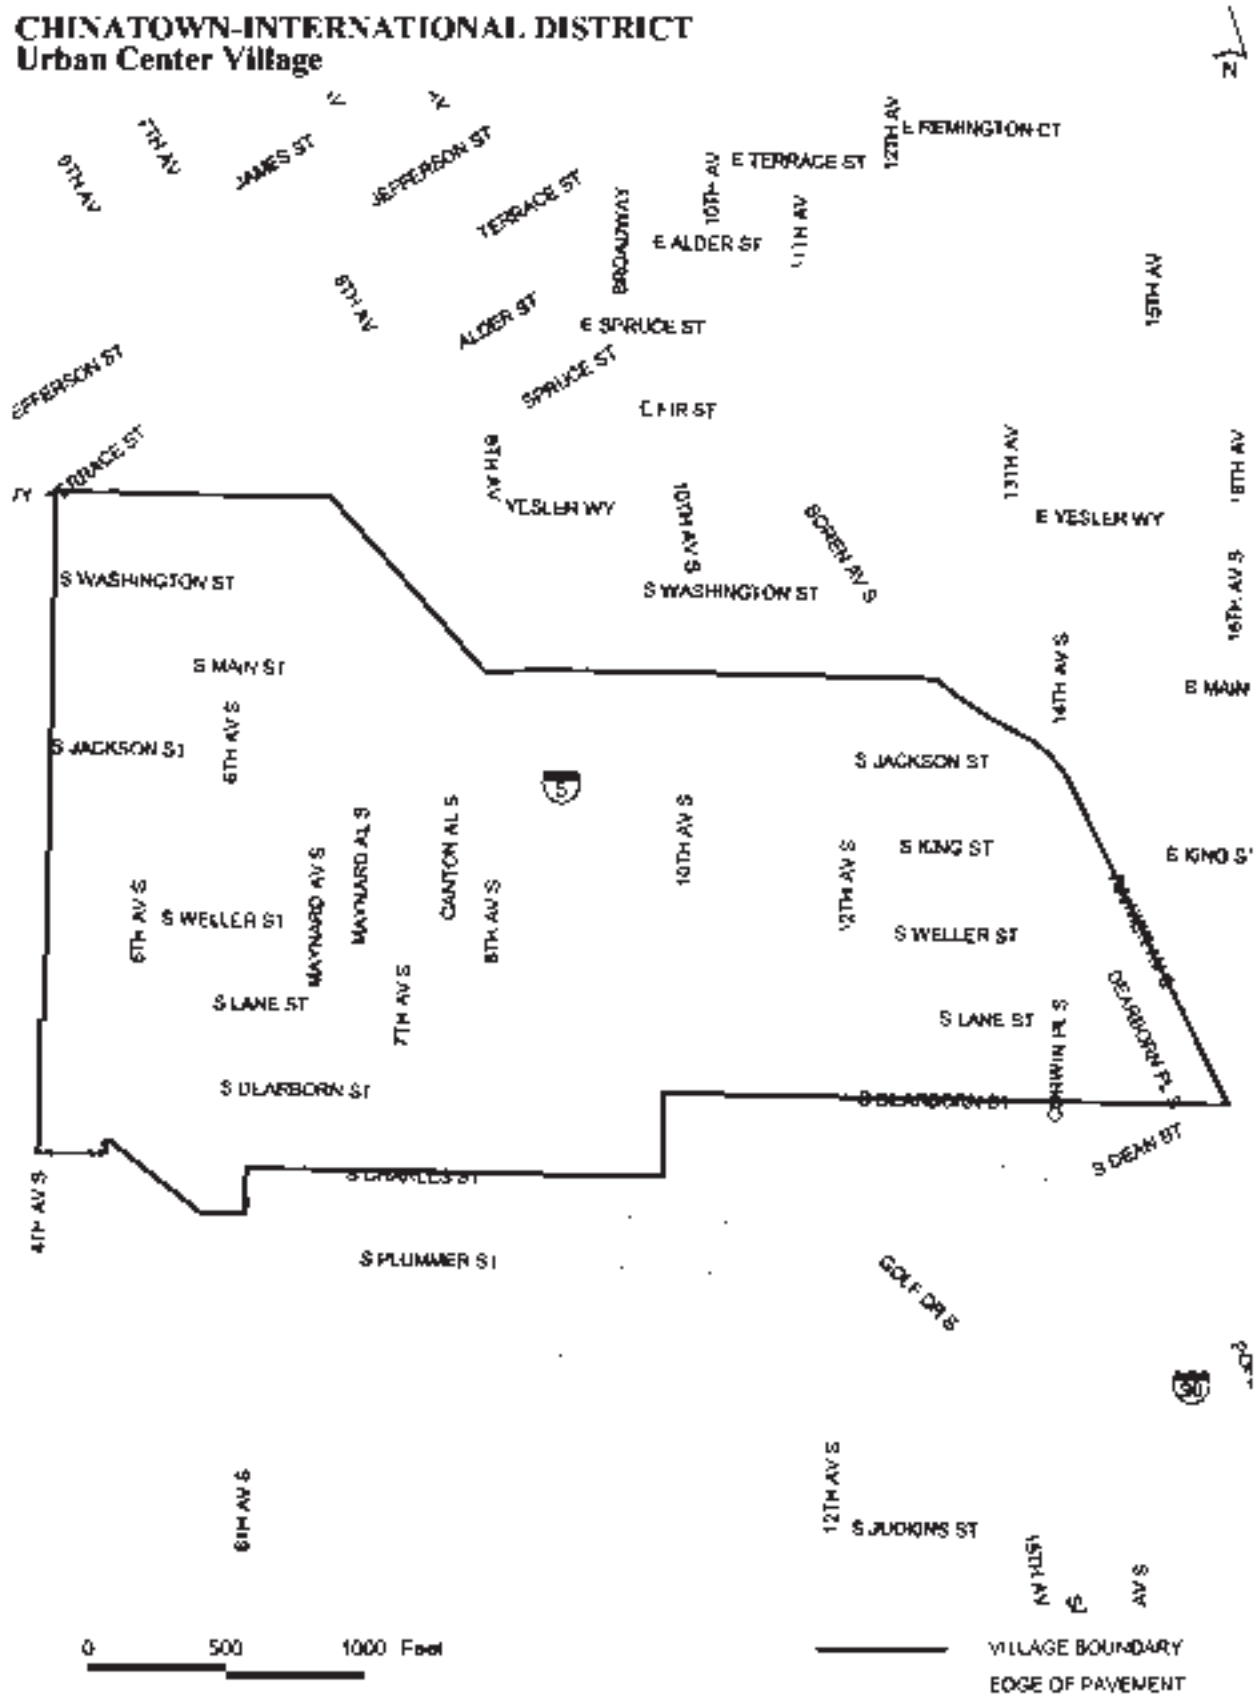 CHINATOWN-INTERNATIONAL DISTRICT
Urban Center Village
N
AV
7TH AV
JAMES ST
JEFFERSON ST
TERRACE ST
12TH AV
E REMINGTON CT
E TERRACE ST
10TH AV
11TH AV
BROADWAY
E ALDER ST
8TH AV
ALDER ST
E SPRUCE ST
SPRUCE ST
15TH AV
EFFERSON ST
E FIR ST
9TH AV
YESLER WY
10TH AV S
BOREN AV S
13TH AV
E YESLER WY
S WASHINGTON ST
S WASHINGTON ST
16TH AV S
S MAIN ST
14TH AV S
S MAIN
S JACKSON ST
6TH AV S
5
S JACKSON ST
MAYNARD AV S
MAYNARD AL S
CANTON AL S
10TH AV S
12TH AV S
S KING ST
S KING S
5TH AV S
S WELLER ST
8TH AV S
S WELLER ST
S LANE ST
7TH AV S
S LANE ST
DEARBORN PL S
S DEARBORN ST
S DEARBORN ST
S DEAN ST
4TH AV S
S CHARLES ST
S PLUMMER ST
GOLF DR S
90
6TH AV S
12TH AV S
S JUDKINS ST
15TH AV
AV S
0 500 1000 Feet
VILLAGE BOUNDARY
EDGE OF PAVEMENT